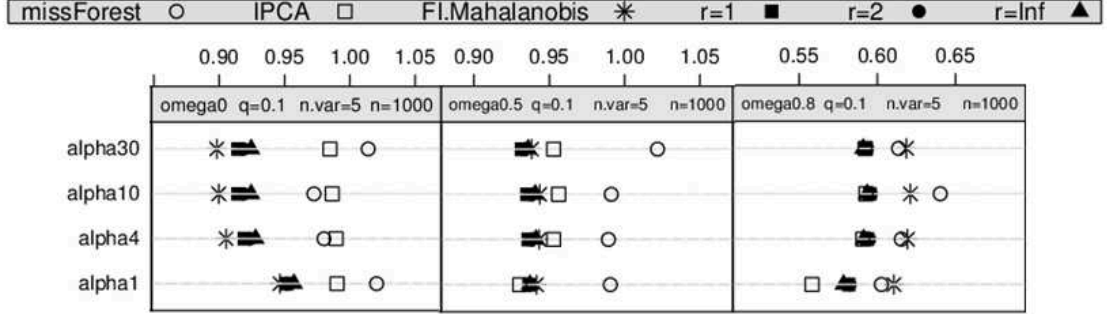 missForest IPCA FI.Mahalanobis r=1 r=2 r=Inf
0.90 0.95 1.00 1.05 0.90 0.95 1.00 1.05 0.55 0.60 0.65
omega0 q=0.1 n.var=5 n=1000 omega0.5 q=0.1 n.var=5 n=1000 omega0.8 q=0.1 n.var=5 n=1000
alpha30
alpha10
alpha4
alpha1